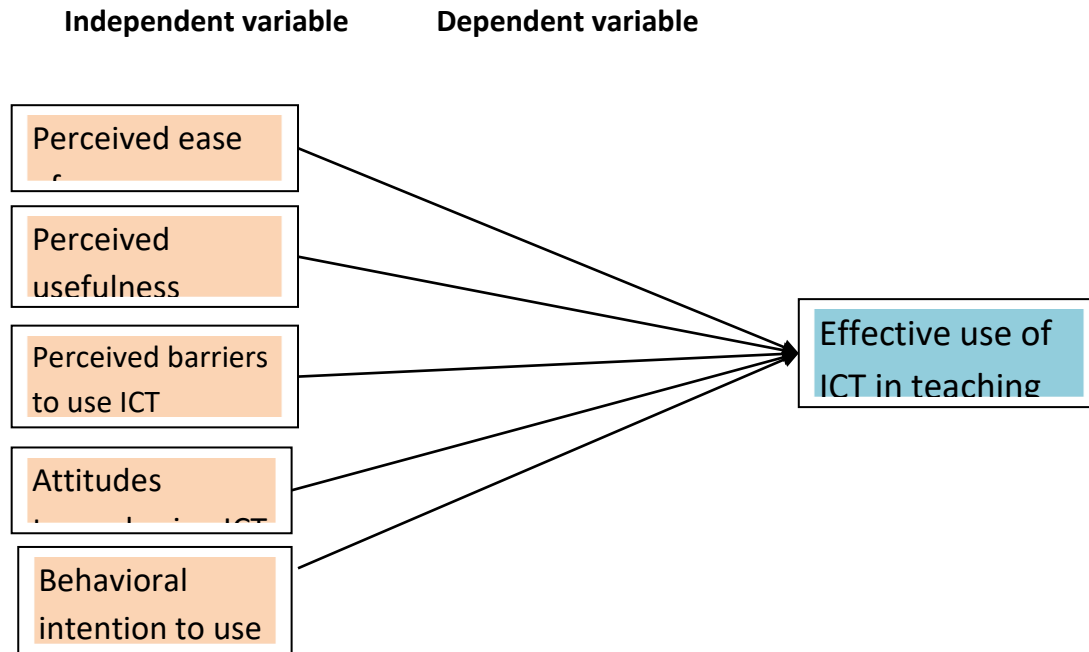 Independent variable
Dependent variable
Perceived ease
Perceived
usefulness
Perceived barriers
to use ICT
Attitudes
ICT
Behavioral
intention to use
Effective use of
ICT in teaching